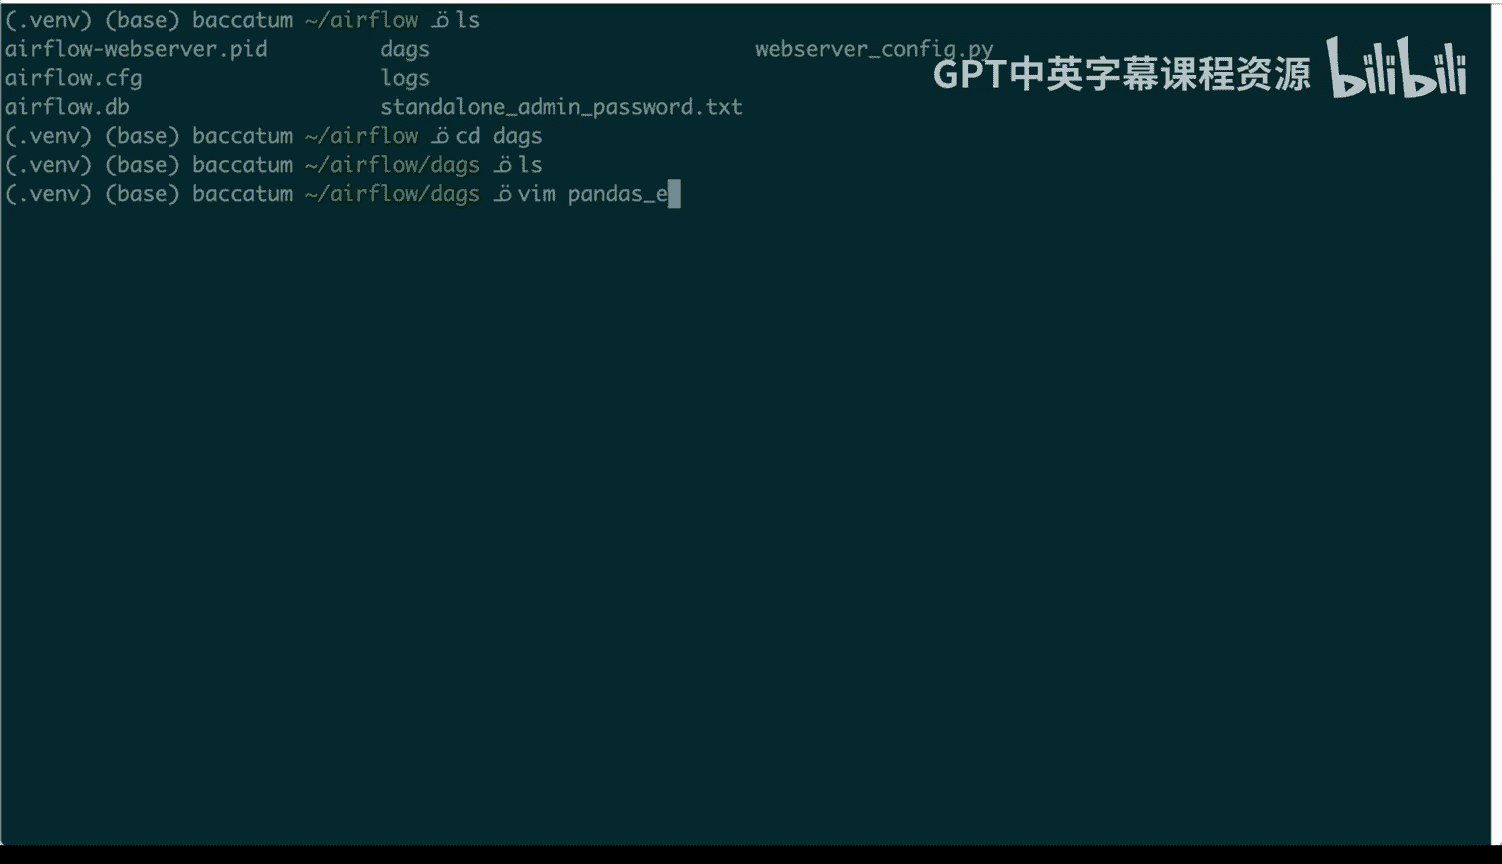 (.venv) (base) baccatum ~/airflow ls
airflow-webserver.pid dags webserver_config.py
airflow.cfg logs
airflow.db standalone_admin_password.txt
(.venv) (base) baccatum ~/airflow cd dags
(.venv) (base) baccatum ~/airflow/dags ls
(.venv) (base) baccatum ~/airflow/dags vim pandas_e
GPT中英字幕课程资源 bilibili